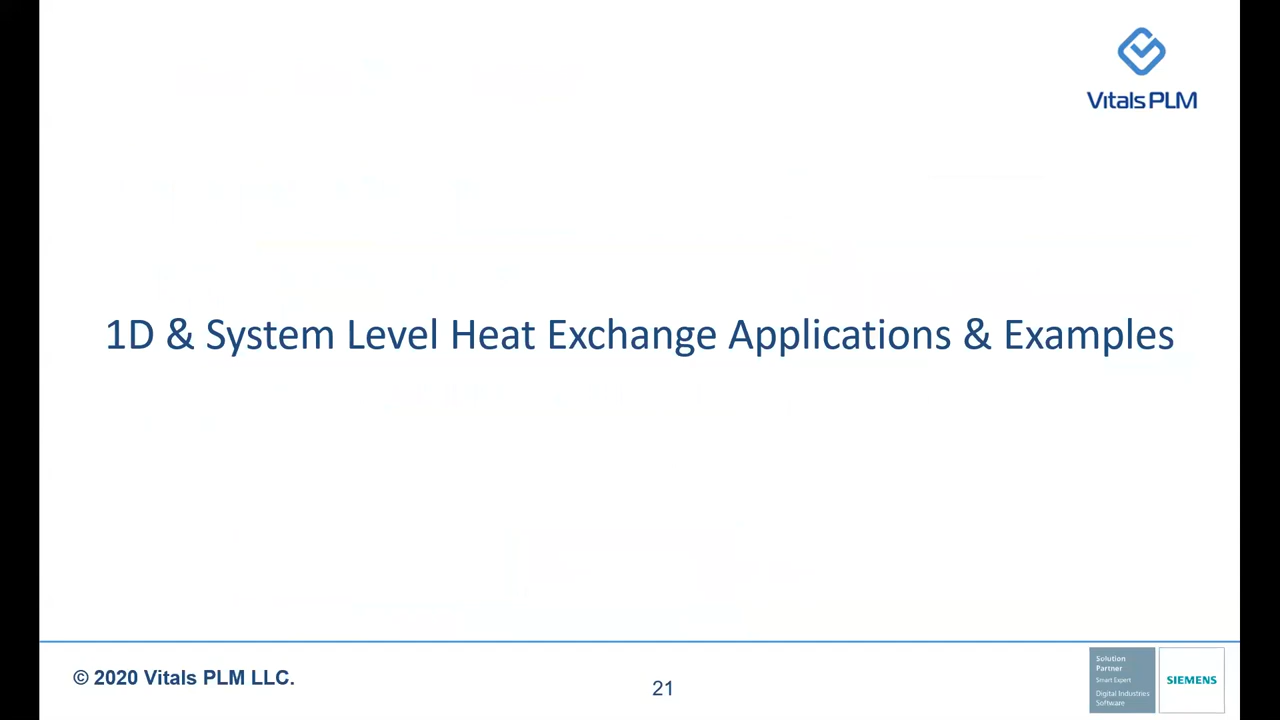 Vitals PLM
1D & System Level Heat Exchange Applications & Examples
© 2020 Vitals PLM LLC.
21
Solution
Partner
Smart Expert
Digital Industries
Software
SIEMENS